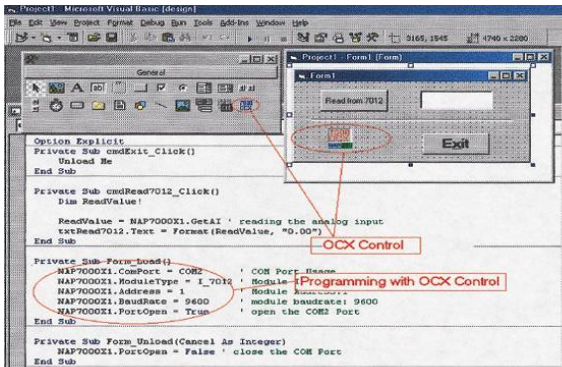 Project1 - Microsoft Visual Basic [design]
File Edit View Project Format Debug Run Tools Add-Ins Window Help
3165, 1545
4740 x 2280
General
Project1 - Form1 (Form)
Form1
Read from 7012
Exit
Option Explicit
Private Sub cmdExit_Click()
Unload Me
End Sub
Private Sub cmdRead7012_Click()
Dim ReadValue!
ReadValue = NAP7000X1.GetAI ' reading the analog input
txtRead7012.Text = Format(ReadValue, "0.00")
End Sub
OCX Control
Private Sub Form_Load()
NAP7000X1.ComPort = COM2 ' COM Port Usage
NAP7000X1.ModuleType = I_7012 ' Module
Programming with OCX Control
NAP7000X1.Address = 1 ' Module
NAP7000X1.BaudRate = 9600 ' module baudrate: 9600
NAP7000X1.PortOpen = True ' open the COM2 Port
End Sub
Private Sub Form_Unload(Cancel As Integer)
NAP7000X1.PortOpen = False ' close the COM Port
End Sub